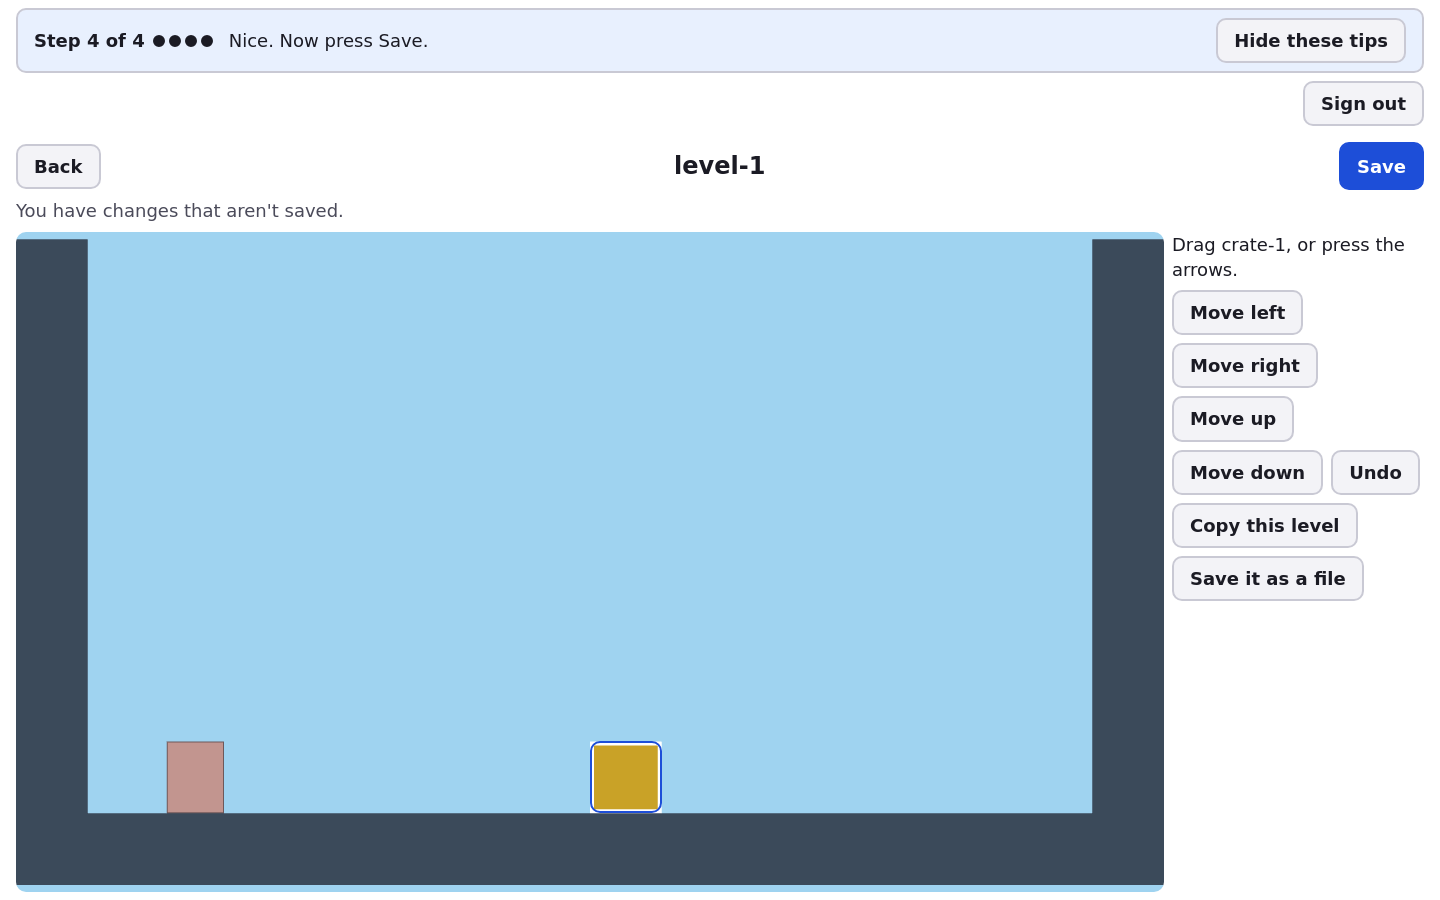 Step 4 of 4 ●●●● Nice. Now press Save.
Hide these tips
Sign out
Back
level-1
Save
You have changes that aren't saved.
Drag crate-1, or press the
arrows.
Move left
Move right
Move up
Move down
Undo
Copy this level
Save it as a file